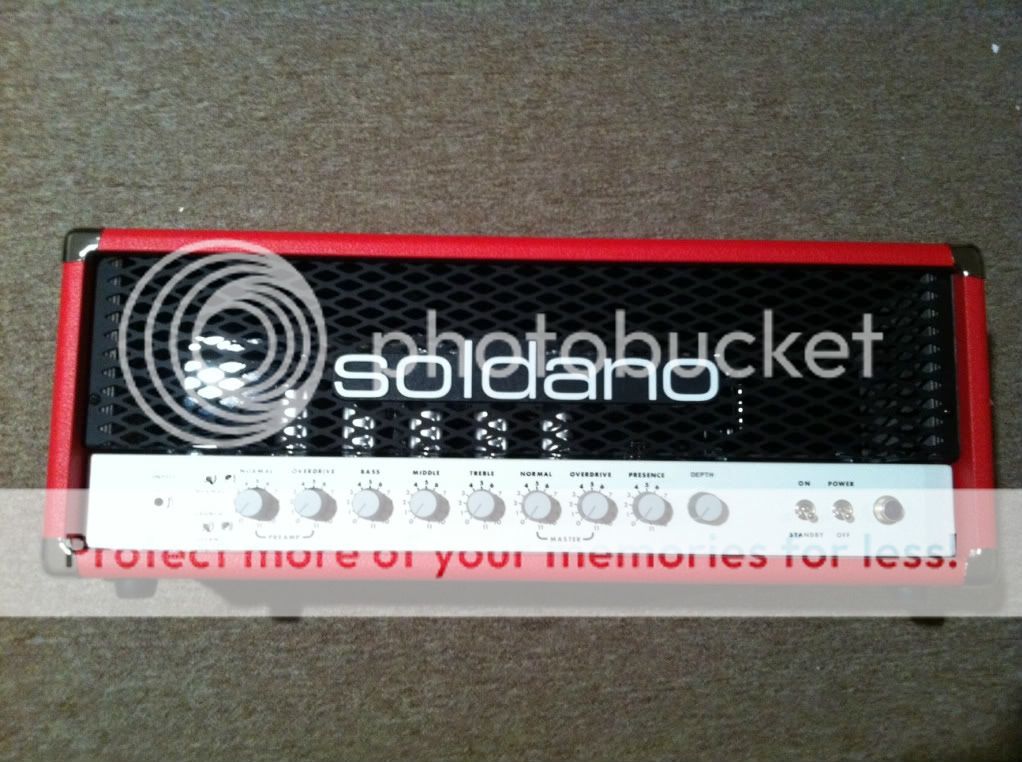 photobucket
soldano
NORMAL OVERDRIVE BASS MIDDLE TREBLE NORMAL OVERDRIVE PRESENCE DEPTH
INPUT
ON POWER
STANDBY OFF
PREAMP MASTER
Protect more of your memories for less!